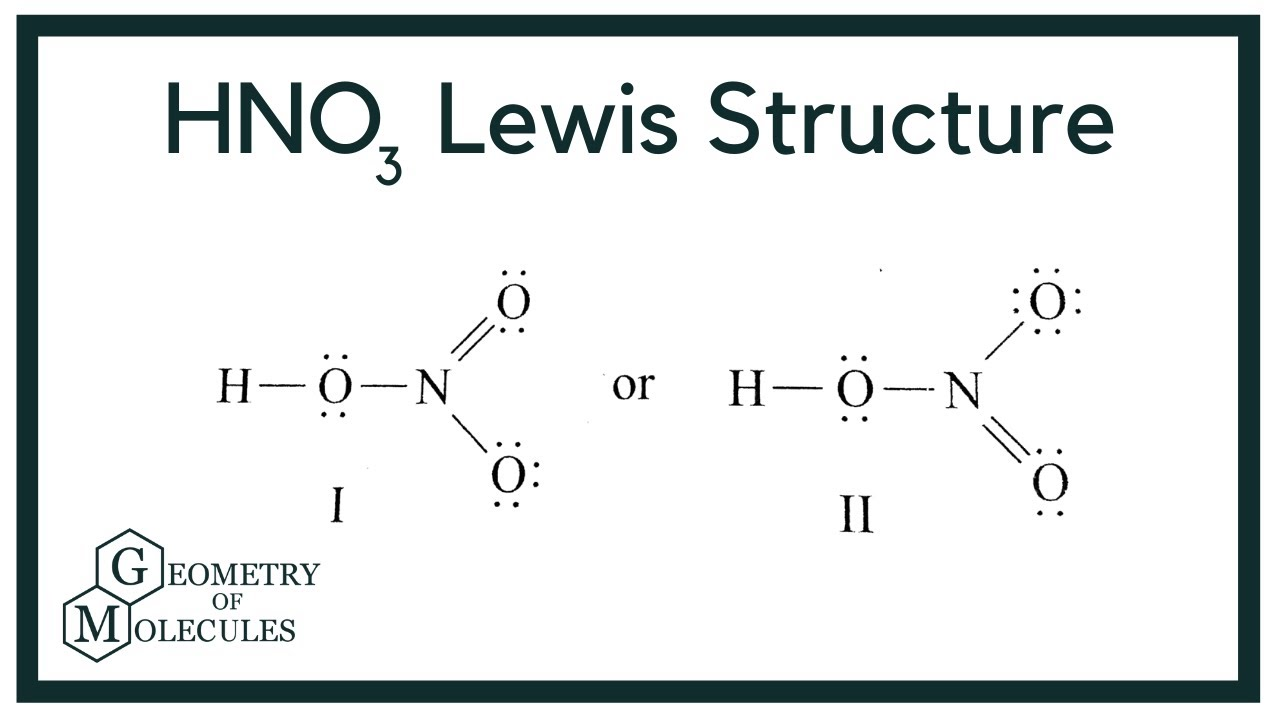 HNO₃ Lewis Structure
O
H—O—N
O
I
or
O
H—O—N
O
II
GEOMETRY
OF
MOLECULES